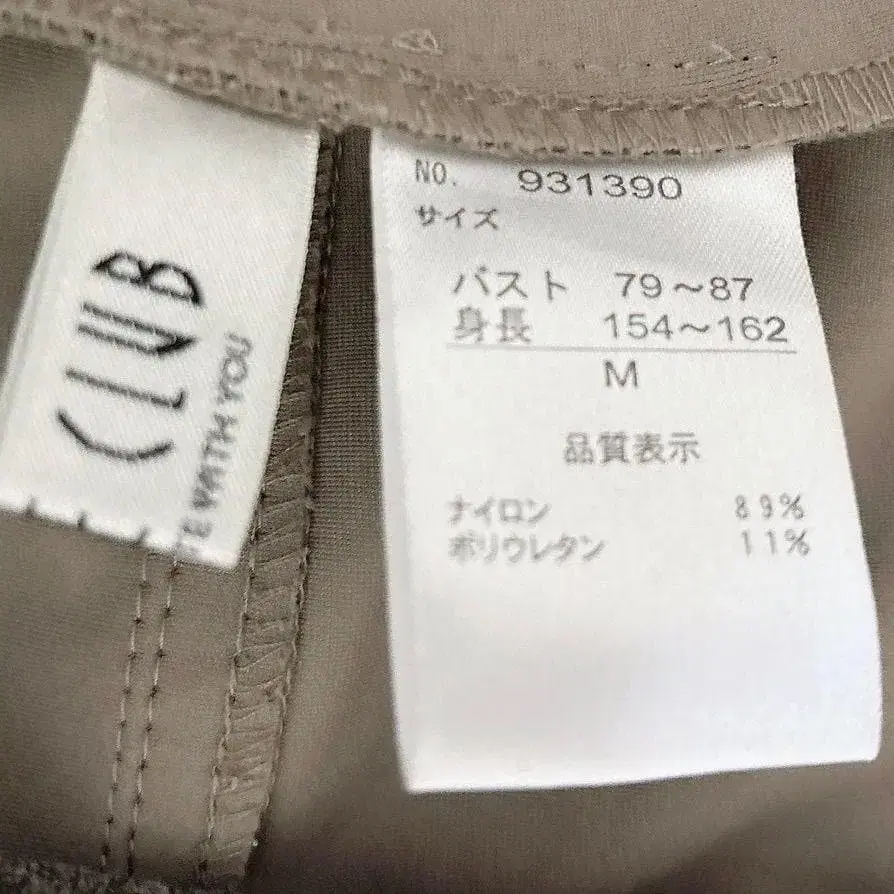 CLUB
PATH YOU
NO. 931390
サイズ
バスト 79～87
身長 154～162
M
品質表示
ナイロン 89%
ポリウレタン 11%